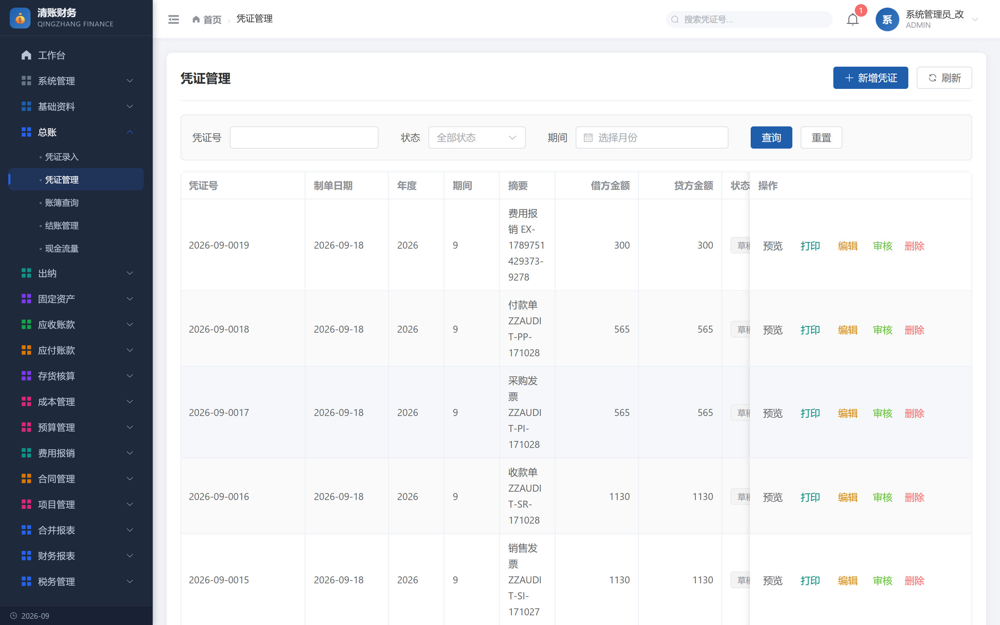 清账财务
QINGZHANG FINANCE
工作台
系统管理
基础资料
总账
凭证录入
凭证管理
账簿查询
结账管理
现金流量
出纳
固定资产
应收账款
应付账款
存货核算
成本管理
预算管理
费用报销
合同管理
项目管理
合并报表
财务报表
税务管理
2026-09
首页 › 凭证管理
搜索凭证号...
1
系
系统管理员_改
ADMIN
凭证管理
新增凭证
刷新
凭证号
状态 全部状态
期间 选择月份
查询
重置
凭证号 制单日期 年度 期间 摘要 借方金额 贷方金额 状态 操作
2026-09-0019 2026-09-18 2026 9
费用报
销 EX-
1789751
429373-
9278
300 300 草稿 预览 打印 编辑 审核 删除
2026-09-0018 2026-09-18 2026 9
付款单
ZZAUDI
T-PP-
171028
565 565 草稿 预览 打印 编辑 审核 删除
2026-09-0017 2026-09-18 2026 9
采购发
票
ZZAUDI
T-PI-
171028
565 565 草稿 预览 打印 编辑 审核 删除
2026-09-0016 2026-09-18 2026 9
收款单
ZZAUDI
T-SR-
171028
1130 1130 草稿 预览 打印 编辑 审核 删除
2026-09-0015 2026-09-18 2026 9
销售发
票
ZZAUDI
T-SI-
171027
1130 1130 草稿 预览 打印 编辑 审核 删除